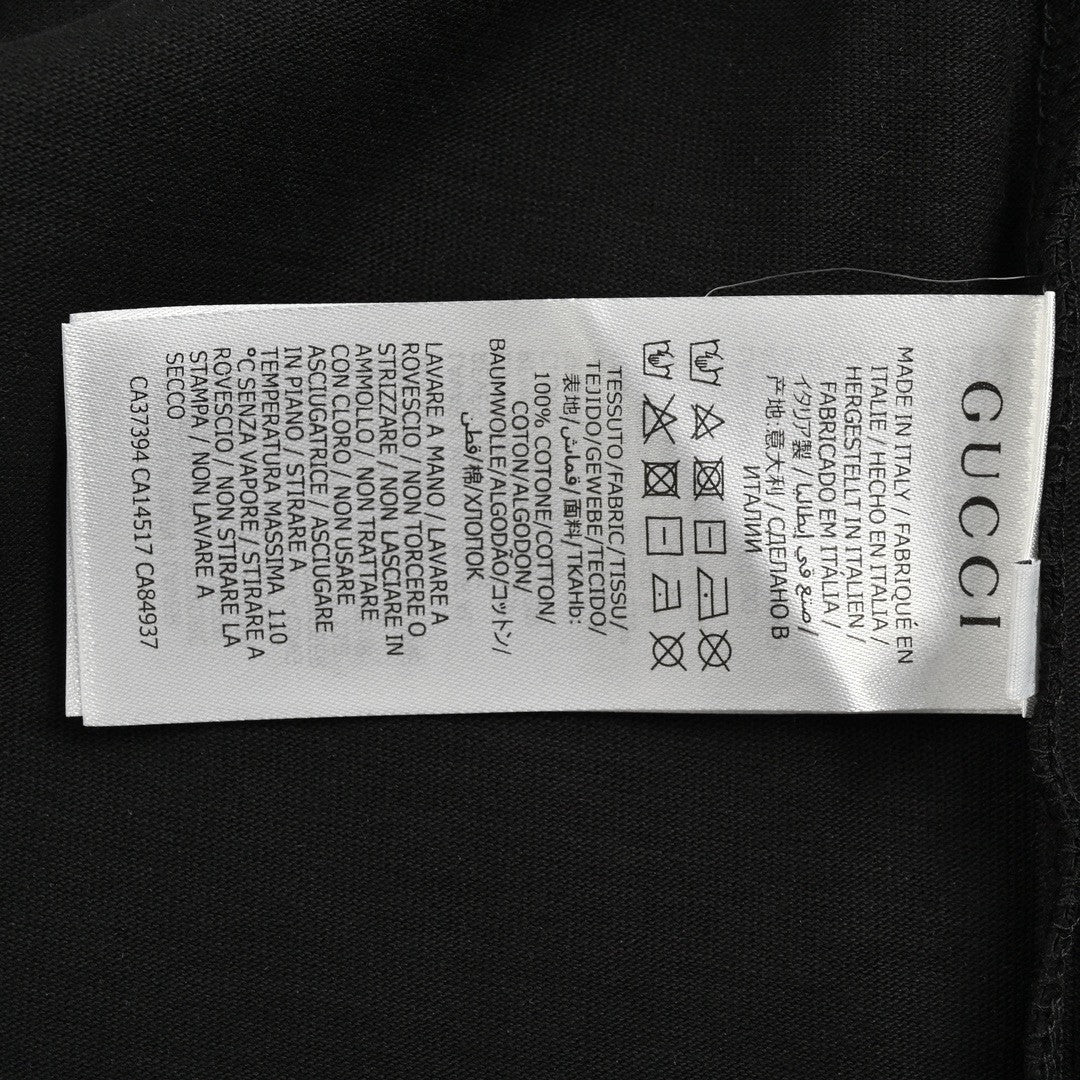 GUCCI
MADE IN ITALY / FABRIQUÉ EN
ITALIE / HECHO EN ITALIA /
HERGESTELLT IN ITALIEN /
FABRICADO EM ITALIA /
イタリア製 / صنع في إيطاليا /
产地:意大利 / СДЕЛАНО В
ИТАЛИИ
TESSUTO/FABRIC/TISSU/
TEJIDO/GEWEBE/TECIDO/
表地/قماش/面料/ТКАНЬ:
100% COTONE/COTTON/
COTON/ALGODON/
BAUMWOLLE/ALGODÃO/コットン/
قطن/棉/ХЛОПОК
LAVARE A MANO / LAVARE A
ROVESCIO / NON TORCERE O
STRIZZARE / NON LASCIARE IN
AMMOLLO / NON TRATTARE
CON CLORO / NON USARE
ASCIUGATRICE / ASCIUGARE
IN PIANO / STIRARE A
TEMPERATURA MASSIMA 110
°C SENZA VAPORE / STIRARE A
ROVESCIO / NON STIRARE LA
STAMPA / NON LAVARE A
SECCO
CA37394 CA14517 CA84937